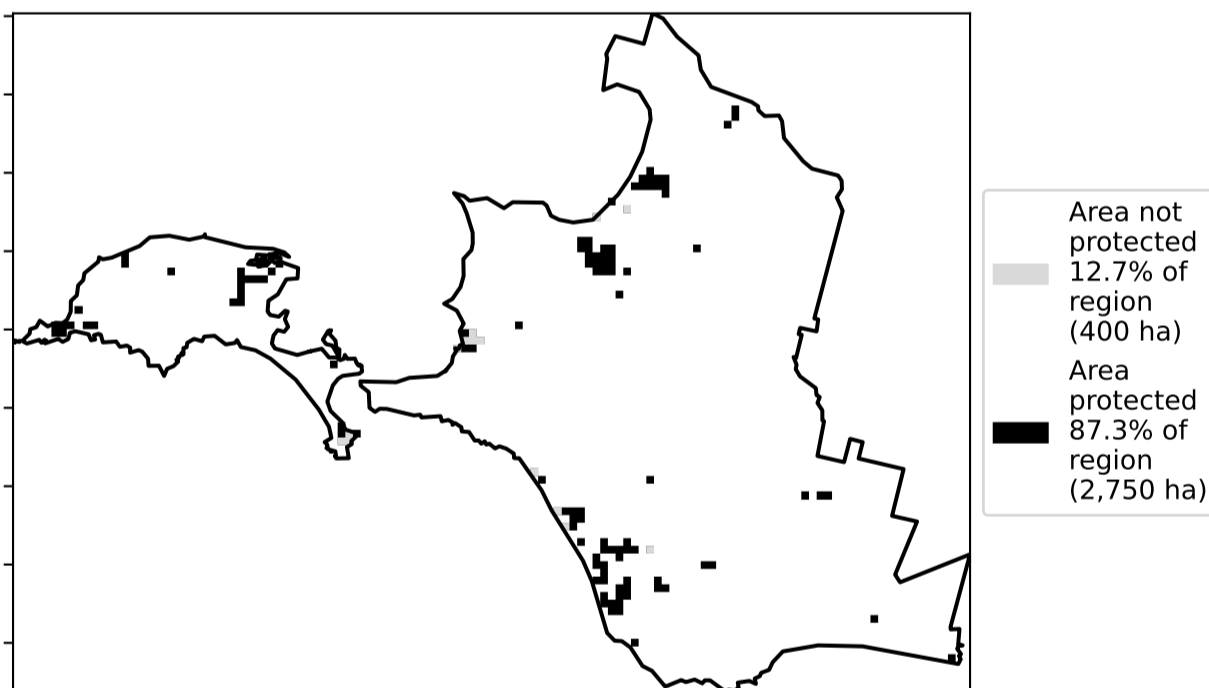 Area not
protected
12.7% of
region
(400 ha)
Area
protected
87.3% of
region
(2,750 ha)